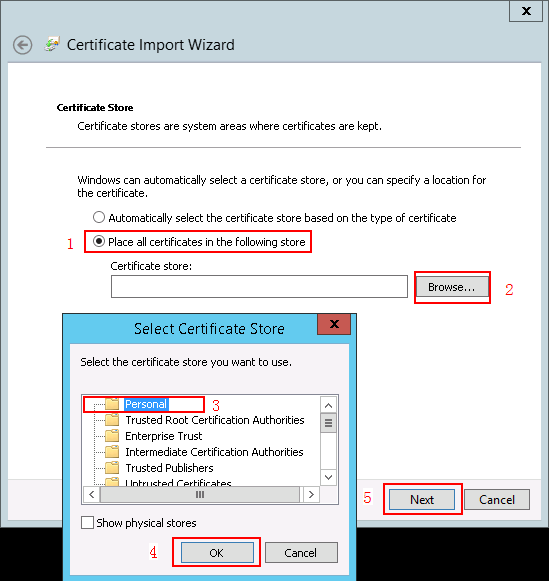 x
Certificate Import Wizard
Certificate Store
Certificate stores are system areas where certificates are kept.
Windows can automatically select a certificate store, or you can specify a location for
the certificate.
Automatically select the certificate store based on the type of certificate
1 Place all certificates in the following store
Certificate store:
Browse... 2
Select Certificate Store x
Select the certificate store you want to use.
Personal 3
Trusted Root Certification Authorities
Enterprise Trust
Intermediate Certification Authorities
Trusted Publishers
Untrusted Certificates
Show physical stores
4 OK Cancel
5 Next Cancel